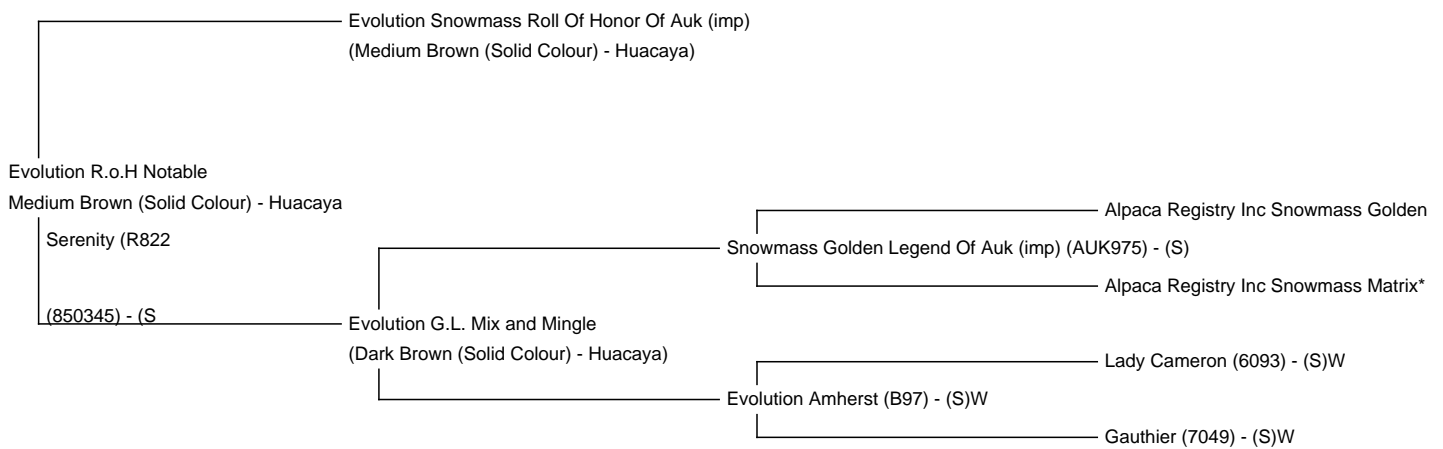 Evolution Snowmass Roll Of Honor Of Auk (imp)
(Medium Brown (Solid Colour) - Huacaya)
Evolution R.o.H Notable
Medium Brown (Solid Colour) - Huacaya
Serenity (R822
(850345) - (S
Alpaca Registry Inc Snowmass Golden
Snowmass Golden Legend Of Auk (imp) (AUK975) - (S)
Alpaca Registry Inc Snowmass Matrix*
Evolution G.L. Mix and Mingle
(Dark Brown (Solid Colour) - Huacaya)
Lady Cameron (6093) - (S)W
Evolution Amherst (B97) - (S)W
Gauthier (7049) - (S)W